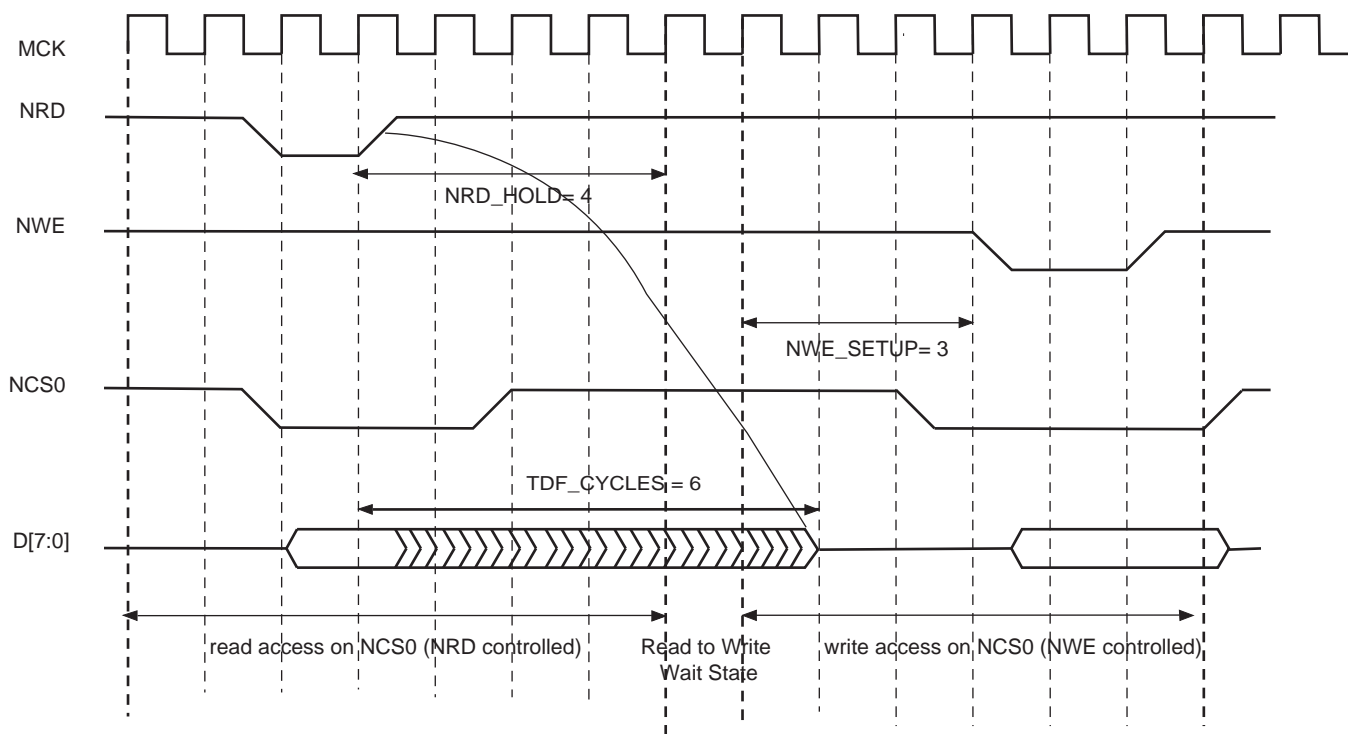 MCK
NRD
NRD_HOLD= 4
NWE
NWE_SETUP= 3
NCS0
TDF_CYCLES = 6
D[7:0]
read access on NCS0 (NRD controlled)
Read to Write
Wait State
write access on NCS0 (NWE controlled)